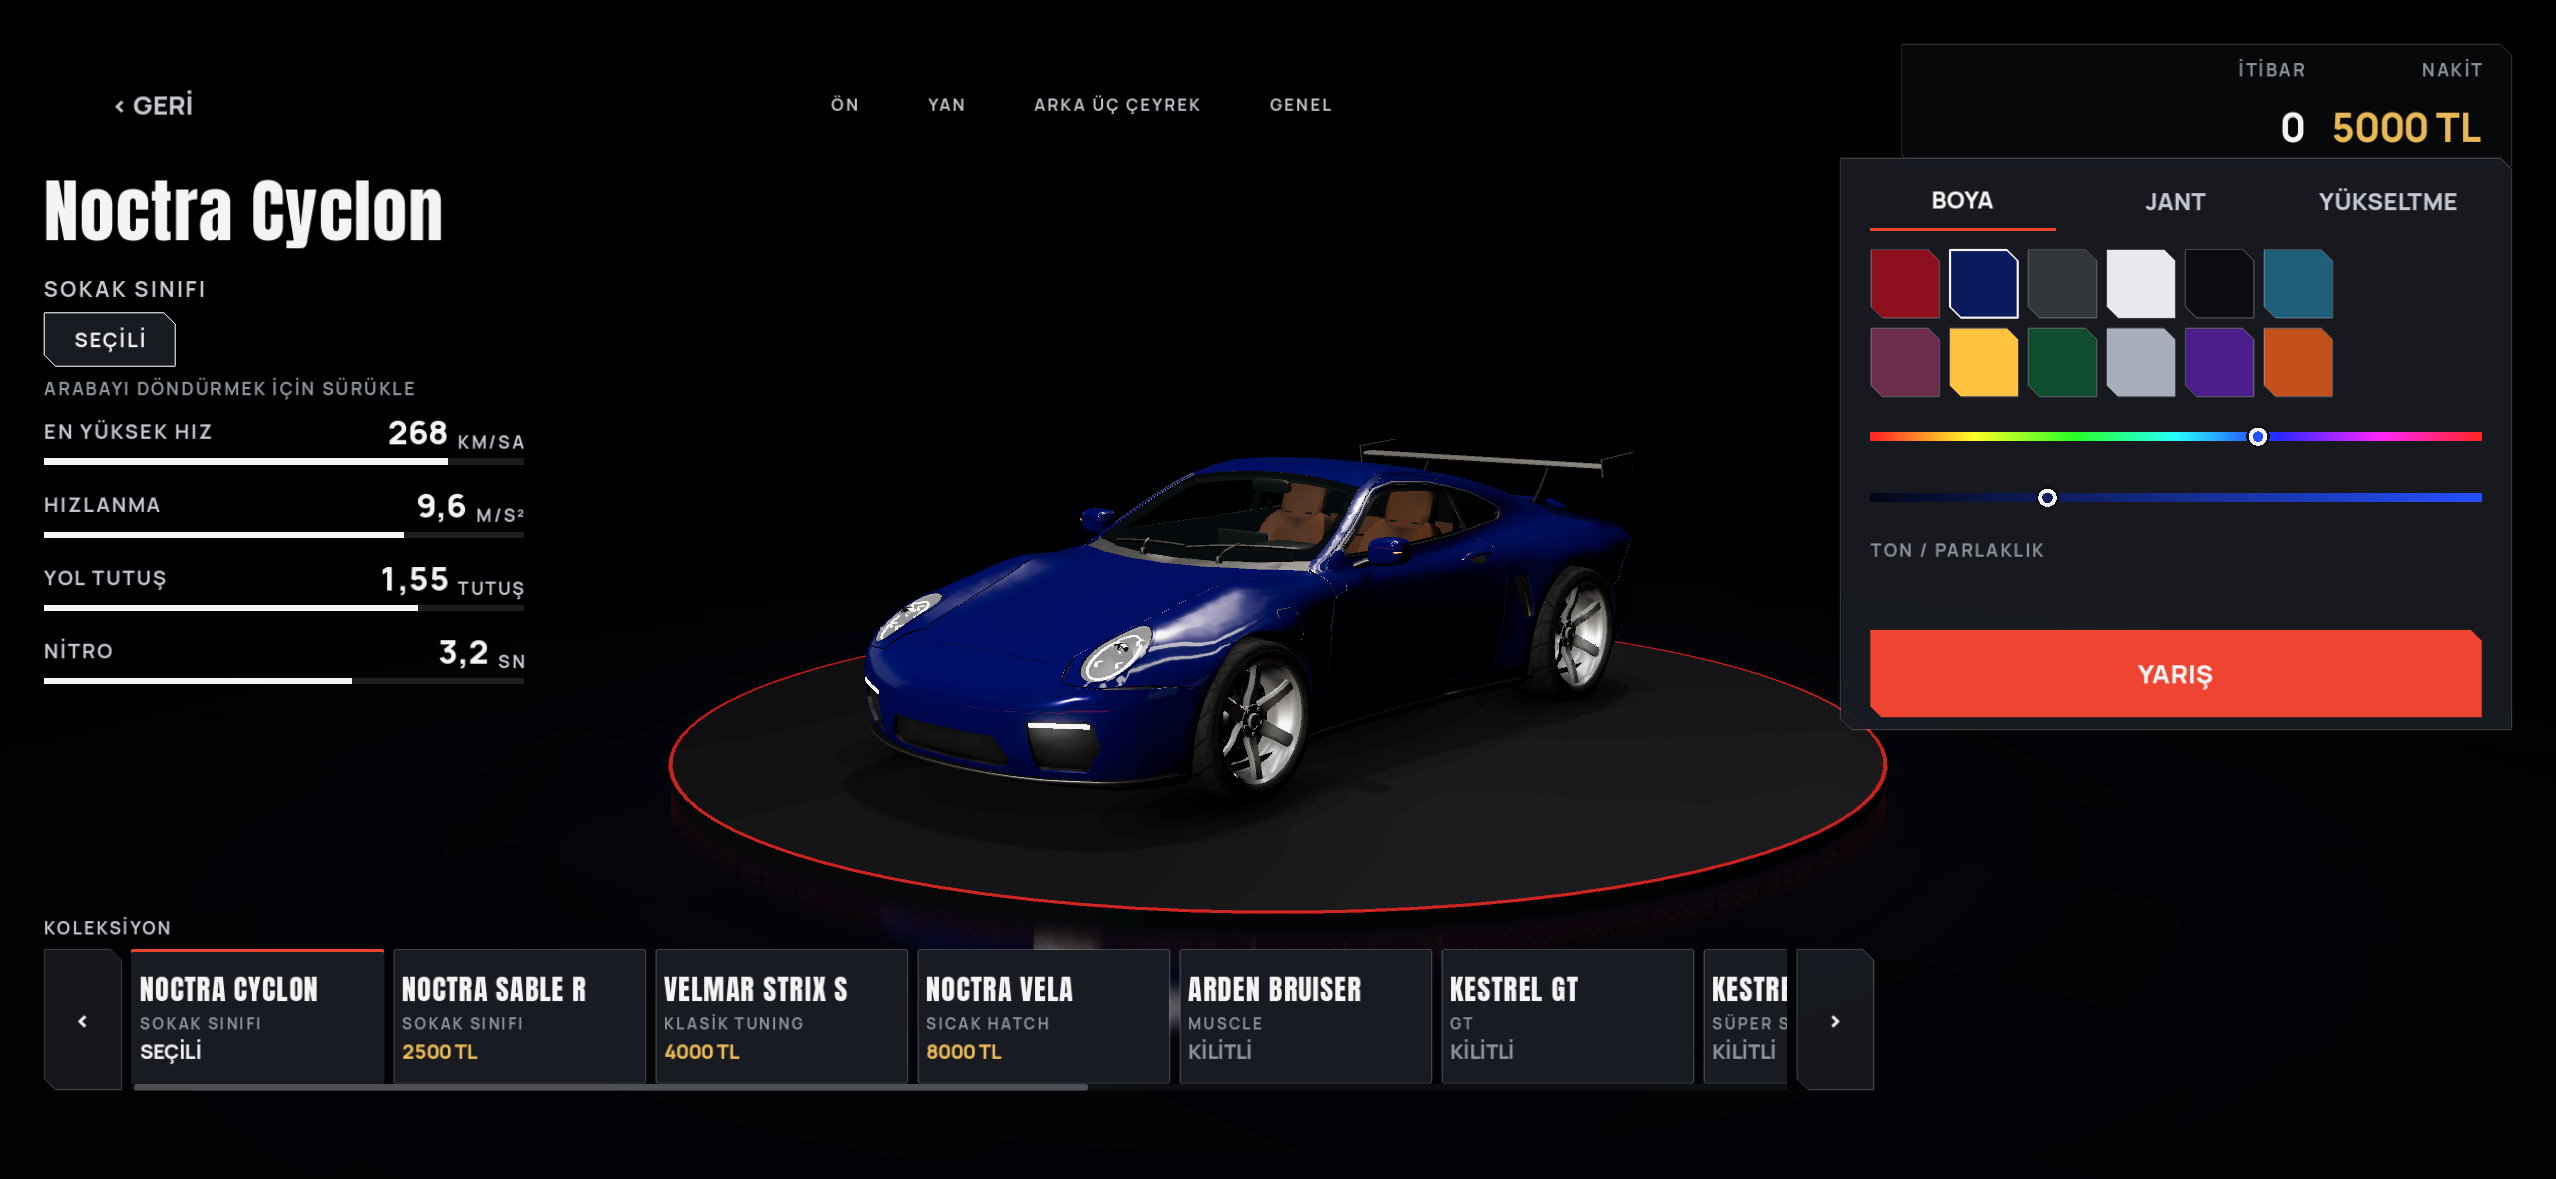 ‹ GERİ
ÖN YAN ARKA ÜÇ ÇEYREK GENEL
İTİBAR NAKİT
0 5000 TL
Noctra Cyclon
SOKAK SINIFI
SEÇİLİ
ARABAYI DÖNDÜRMEK İÇİN SÜRÜKLE
EN YÜKSEK HIZ 268 KM/SA
HIZLANMA 9,6 M/S²
YOL TUTUŞ 1,55 TUTUŞ
NİTRO 3,2 SN
BOYA JANT YÜKSELTME
TON / PARLAKLIK
YARIŞ
KOLEKSİYON
NOCTRA CYCLON
SOKAK SINIFI
SEÇİLİ
NOCTRA SABLE R
SOKAK SINIFI
2500 TL
VELMAR STRIX S
KLASİK TUNING
4000 TL
NOCTRA VELA
SICAK HATCH
8000 TL
ARDEN BRUISER
MUSCLE
KİLİTLİ
KESTREL GT
GT
KİLİTLİ
KESTRE
SÜPER S
KİLİTLİ